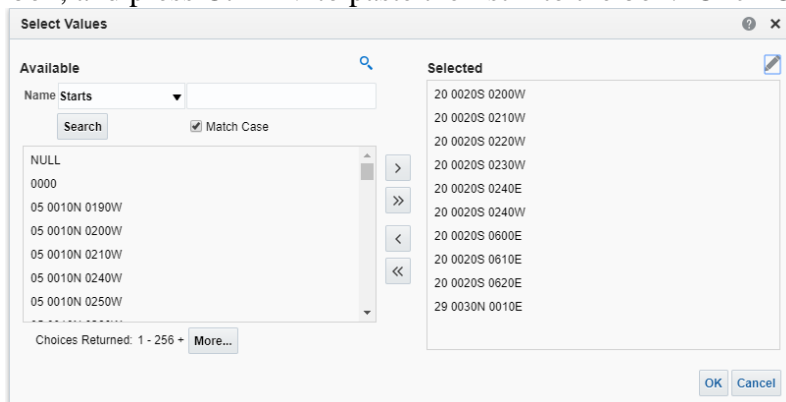 Select Values
Available
Name Starts
Search
Match Case
NULL
0000
05 0010N 0190W
05 0010N 0200W
05 0010N 0210W
05 0010N 0240W
05 0010N 0250W
Choices Returned: 1 - 256 + More...
>
>>
<
<<
Selected
20 0020S 0200W
20 0020S 0210W
20 0020S 0220W
20 0020S 0230W
20 0020S 0240E
20 0020S 0240W
20 0020S 0600E
20 0020S 0610E
20 0020S 0620E
29 0030N 0010E
OK Cancel